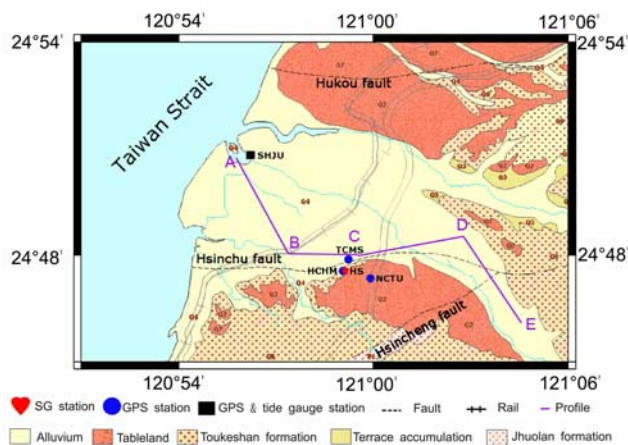 120°54' 121°00' 121°06'
24°54' 24°54'
Hukou fault
Taiwan Strait
SHJU
A
D
B C
TCMS
24°48' 24°48'
Hsinchu fault
HCHM HS
NCTU
E
Hsincheng fault
120°54' 121°00' 121°06'
SG station GPS station GPS & tide gauge station Fault Rail Profile
Alluvium Tableland Toukeshan formation Terrace accumulation Jhuolan formation